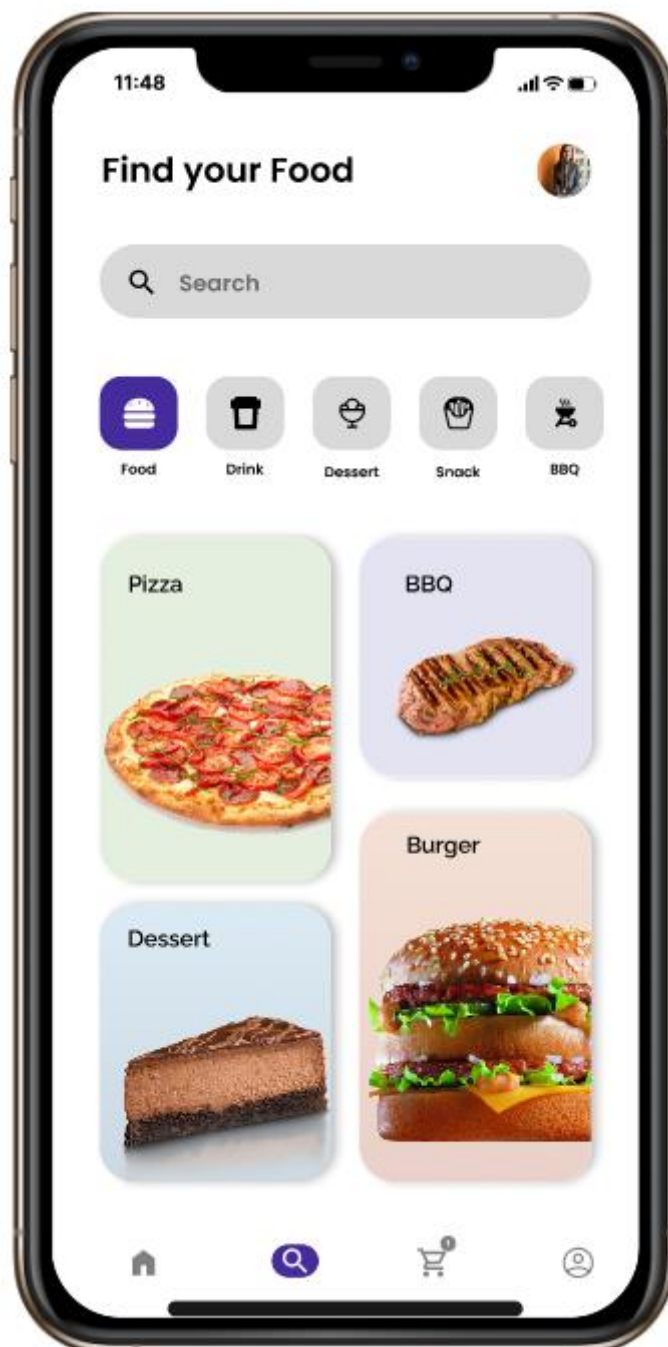 11:48
Find your Food
Search
Food Drink Dessert Snack BBQ
Pizza
BBQ
Burger
Dessert